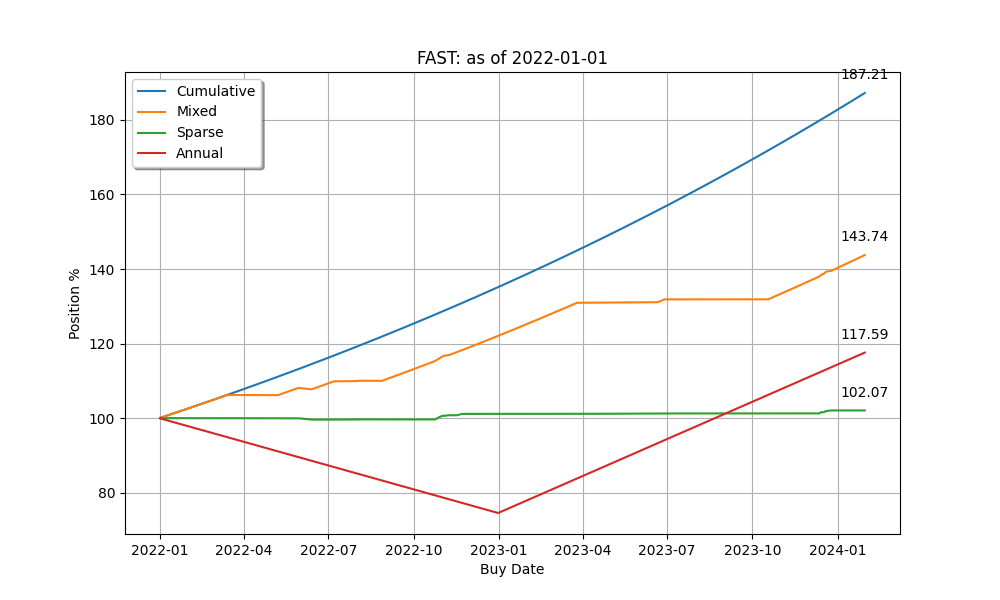 FAST: as of 2022-01-01
187.21
Cumulative
Mixed
Sparse
Annual
180
160
143.74
140
120
117.59
102.07
100
80
Position %
2022-01 2022-04 2022-07 2022-10 2023-01 2023-04 2023-07 2023-10 2024-01
Buy Date